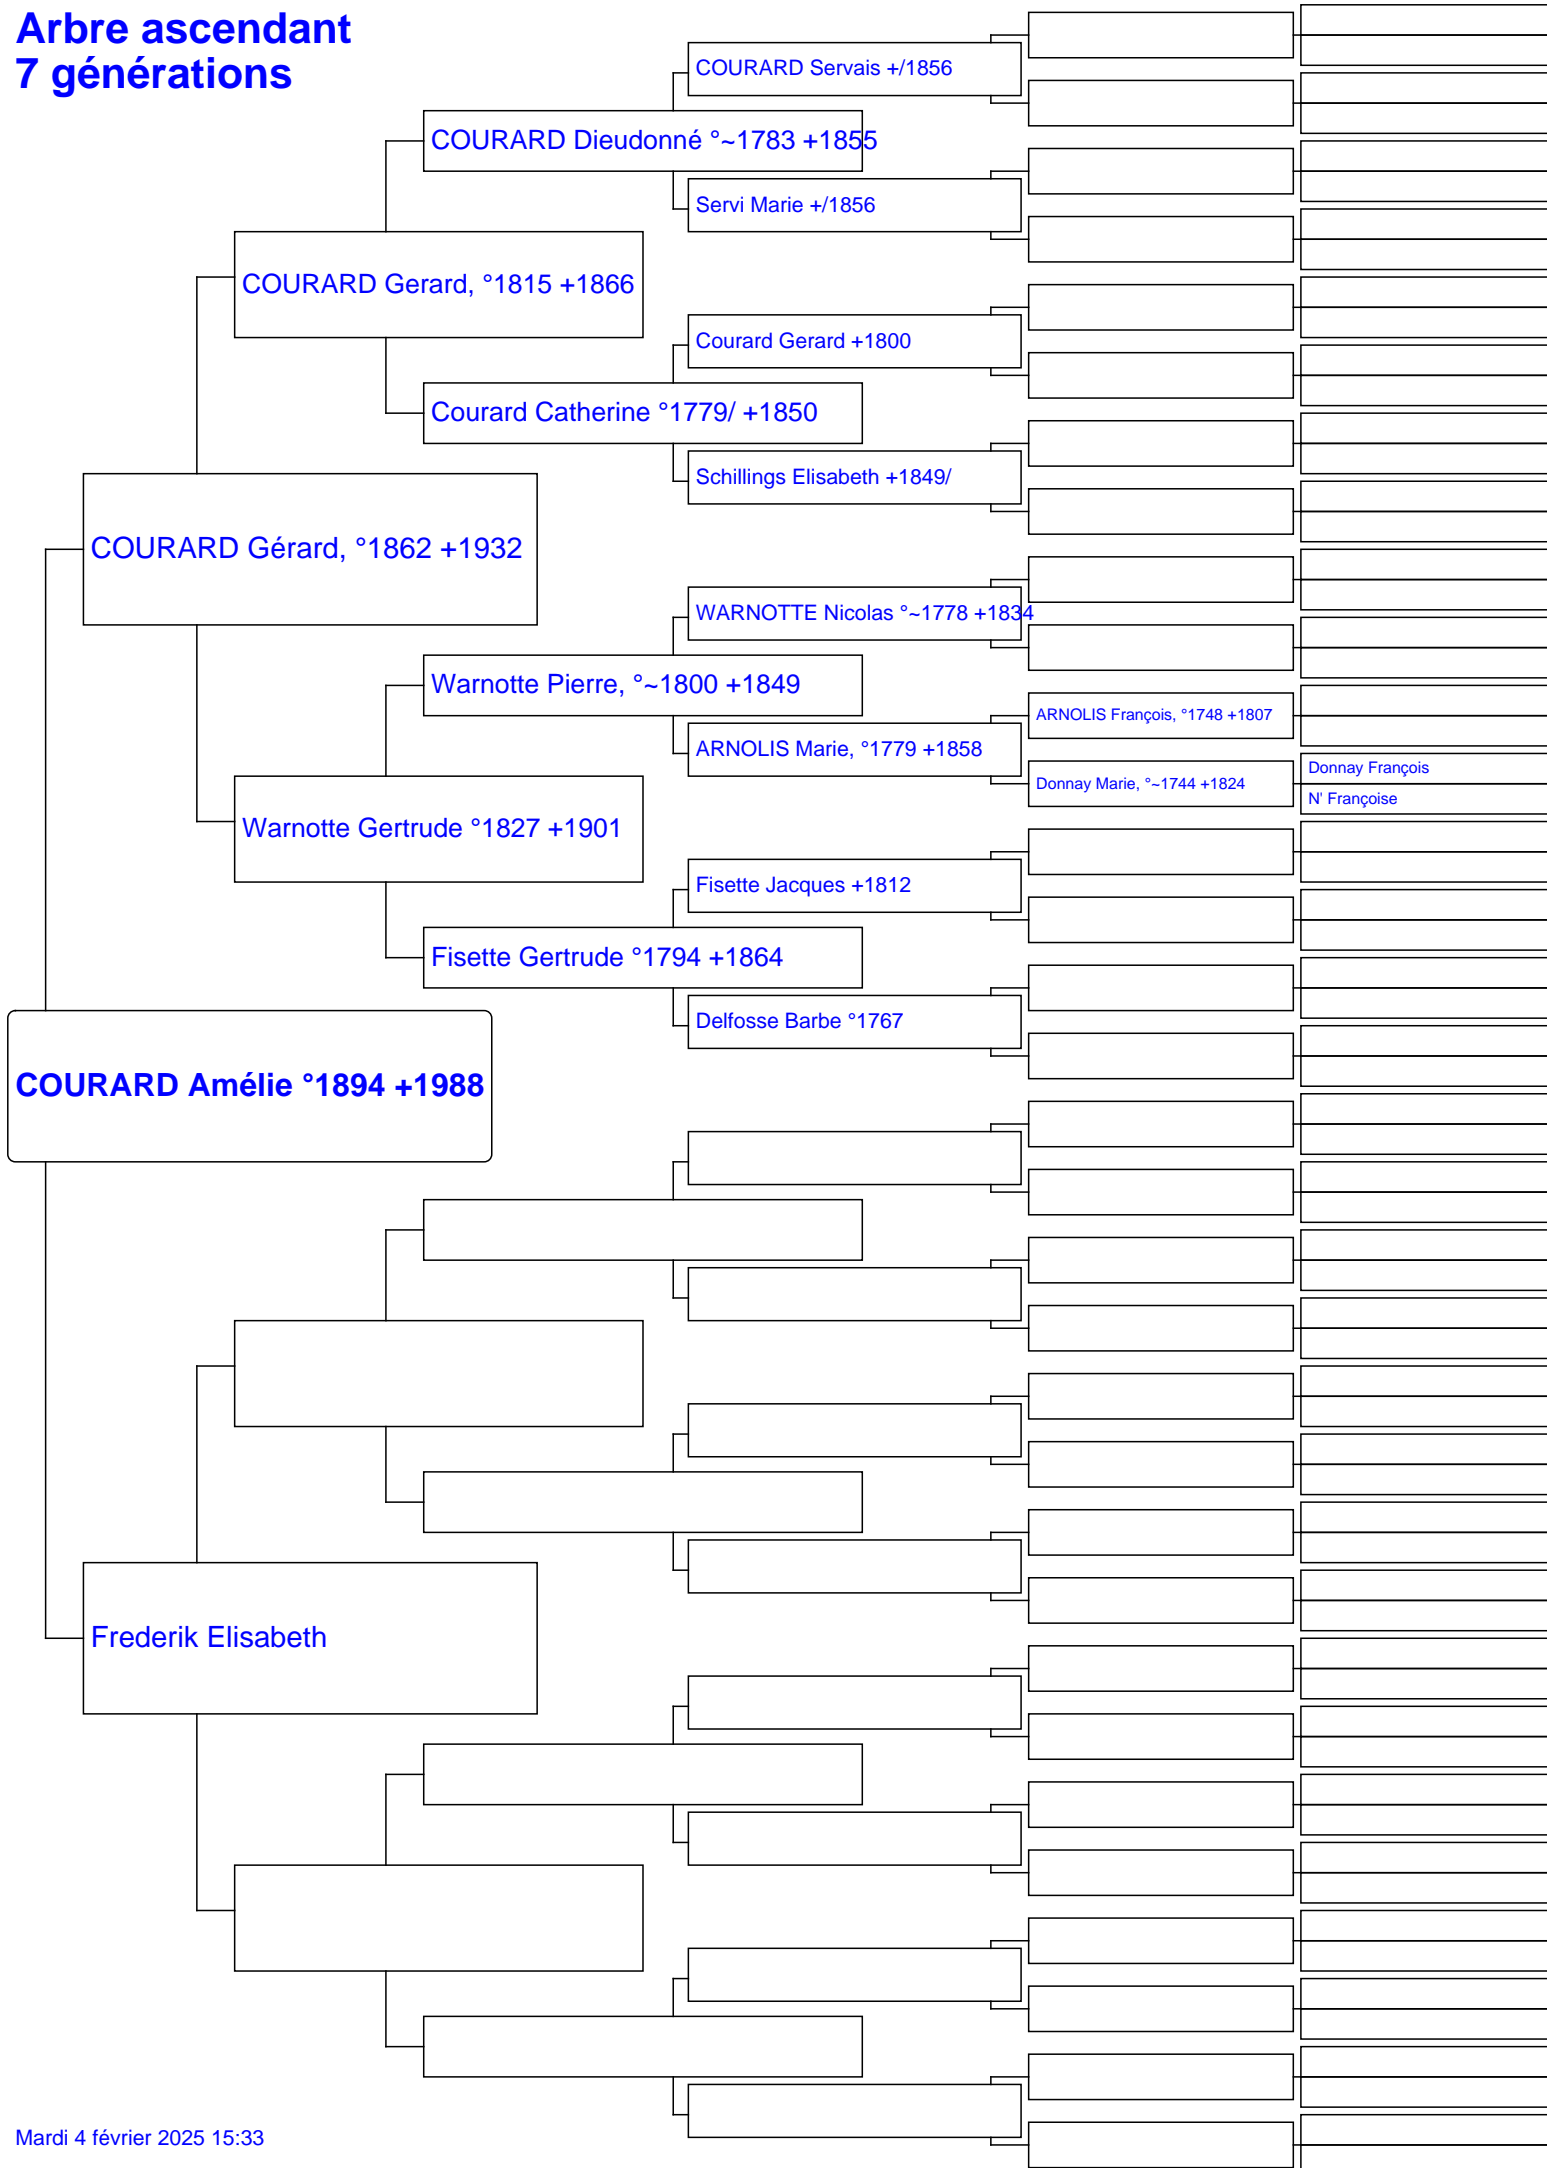 Arbre ascendant
7 générations
COURARD Servais +/1856
COURARD Dieudonné °~1783 +1855
Servi Marie +/1856
COURARD Gerard, °1815 +1866
Courard Gerard +1800
Courard Catherine °1779/ +1850
Schillings Elisabeth +1849/
COURARD Gérard, °1862 +1932
WARNOTTE Nicolas °~1778 +1834
Warnotte Pierre, °~1800 +1849
ARNOLIS François, °1748 +1807
ARNOLIS Marie, °1779 +1858
Donnay François
Donnay Marie, °~1744 +1824
N' Françoise
Warnotte Gertrude °1827 +1901
Fisette Jacques +1812
Fisette Gertrude °1794 +1864
Delfosse Barbe °1767
COURARD Amélie °1894 +1988
Frederik Elisabeth
Mardi 4 février 2025 15:33